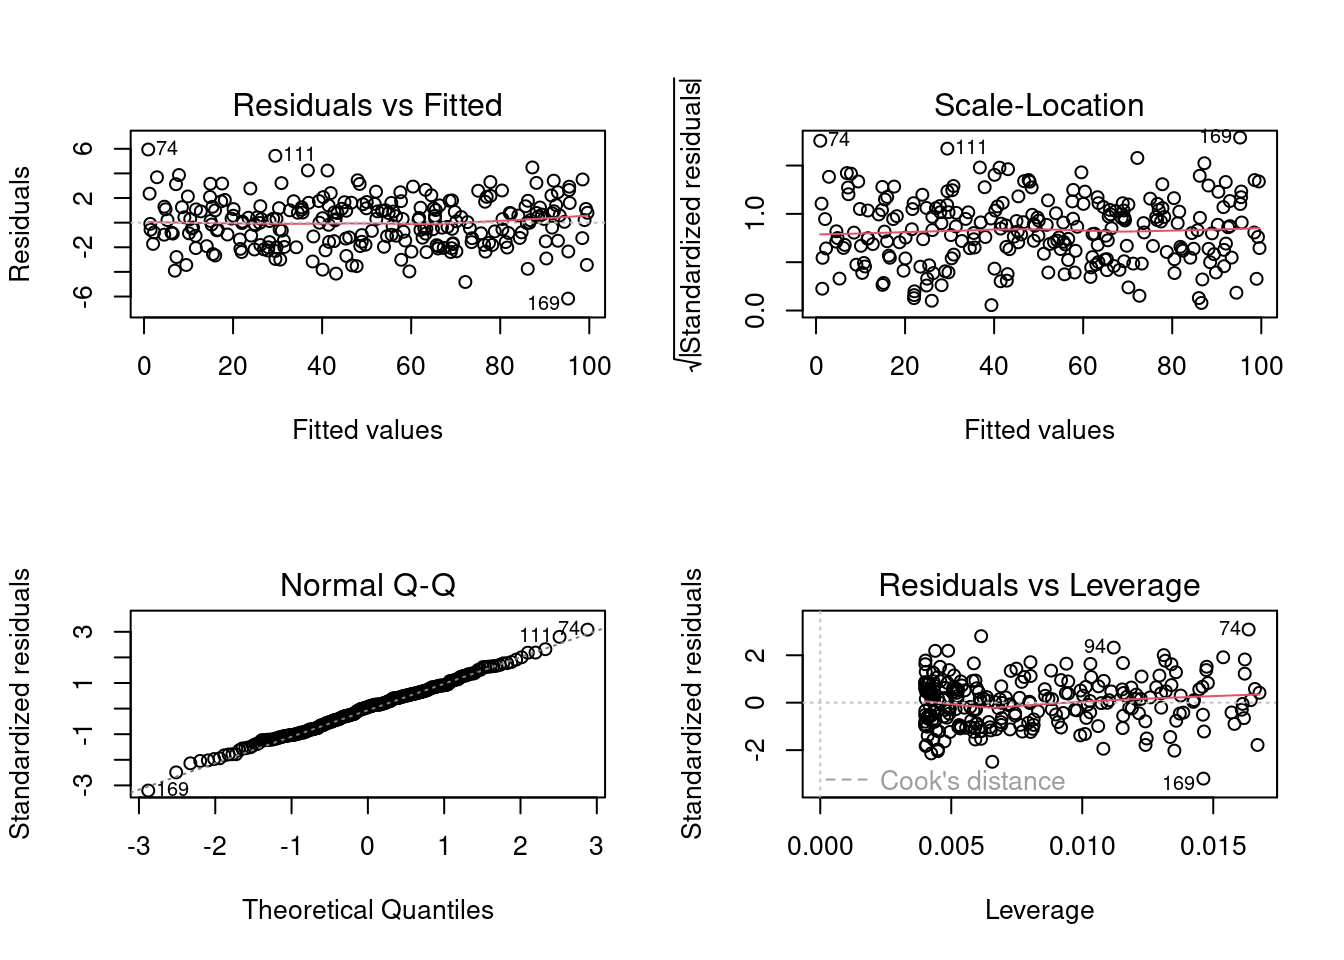 Residuals vs Fitted
Residuals
6
2
-2
-6
74
111
169
0 20 40 60 80 100
Fitted values
Scale-Location
√|Standardized residuals|
1.0
0.0
74
111
169
0 20 40 60 80 100
Fitted values
Normal Q-Q
Standardized residuals
3
1
-1
-3
111
74
169
-3 -2 -1 0 1 2 3
Theoretical Quantiles
Residuals vs Leverage
Standardized residuals
2
0
-2
74
94
169
Cook's distance
0.000 0.005 0.010 0.015
Leverage